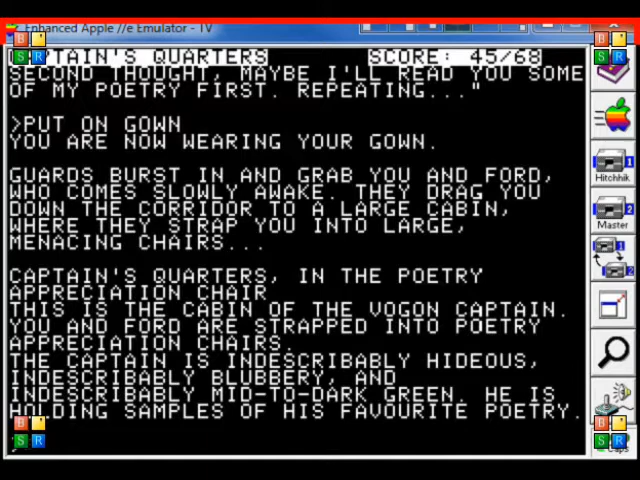 Enhanced Apple //e Emulator - TV
CAPTAIN'S QUARTERS SCORE: 45/68
SECOND THOUGHT, MAYBE I'LL READ YOU SOME
OF MY POETRY FIRST. REPEATING..."
>PUT ON GOWN
YOU ARE NOW WEARING YOUR GOWN.
GUARDS BURST IN AND GRAB YOU AND FORD,
WHO COMES SLOWLY AWAKE. THEY DRAG YOU
DOWN THE CORRIDOR TO A LARGE CABIN,
WHERE THEY STRAP YOU INTO LARGE,
MENACING CHAIRS...
CAPTAIN'S QUARTERS, IN THE POETRY
APPRECIATION CHAIR
THIS IS THE CABIN OF THE VOGON CAPTAIN.
YOU AND FORD ARE STRAPPED INTO POETRY
APPRECIATION CHAIRS.
THE CAPTAIN IS INDESCRIBABLY HIDEOUS,
INDESCRIBABLY BLUBBERY, AND
INDESCRIBABLY MID-TO-DARK GREEN. HE IS
HOLDING SAMPLES OF HIS FAVOURITE POETRY.
B
S R
B
S R
B
S R
B
S R
1
Hitchhik
2
Master
1
2
Caps